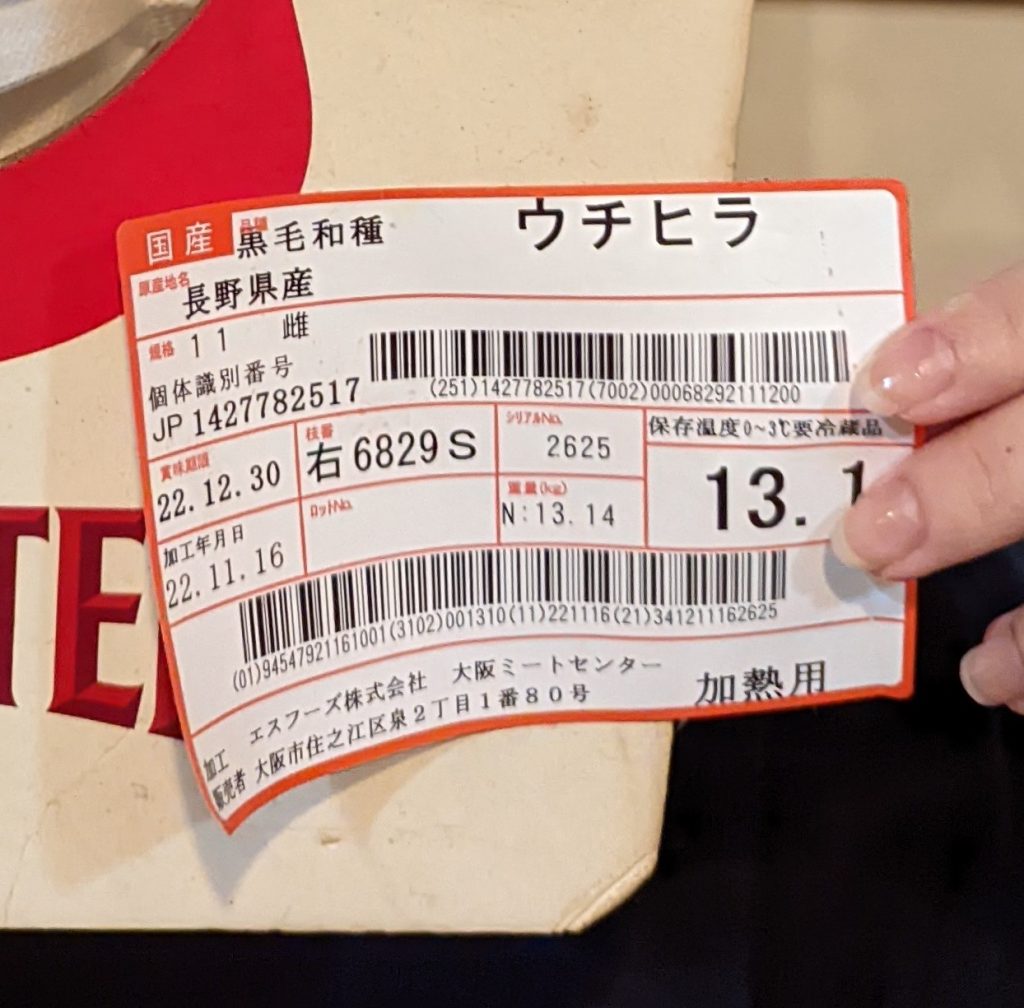 国産 品種 黒毛和種 ウチヒラ
原産地名 長野県産
規格 11 雌
個体識別番号
JP 1427782517
(251)1427782517(7002)00068292111200
賞味期限 22.12.30
枝番 右 6829 S
シリアルNo. 2625
保存温度0~3℃要冷蔵品
加工年月日 22.11.16
ロットNo.
重量(kg) N:13.14
13.1
(01)94547921161001(3102)001310(11)221116(21)341211162625
加工 エスフーズ株式会社 大阪ミートセンター
販売者 大阪市住之江区泉2丁目1番80号
加熱用
TE